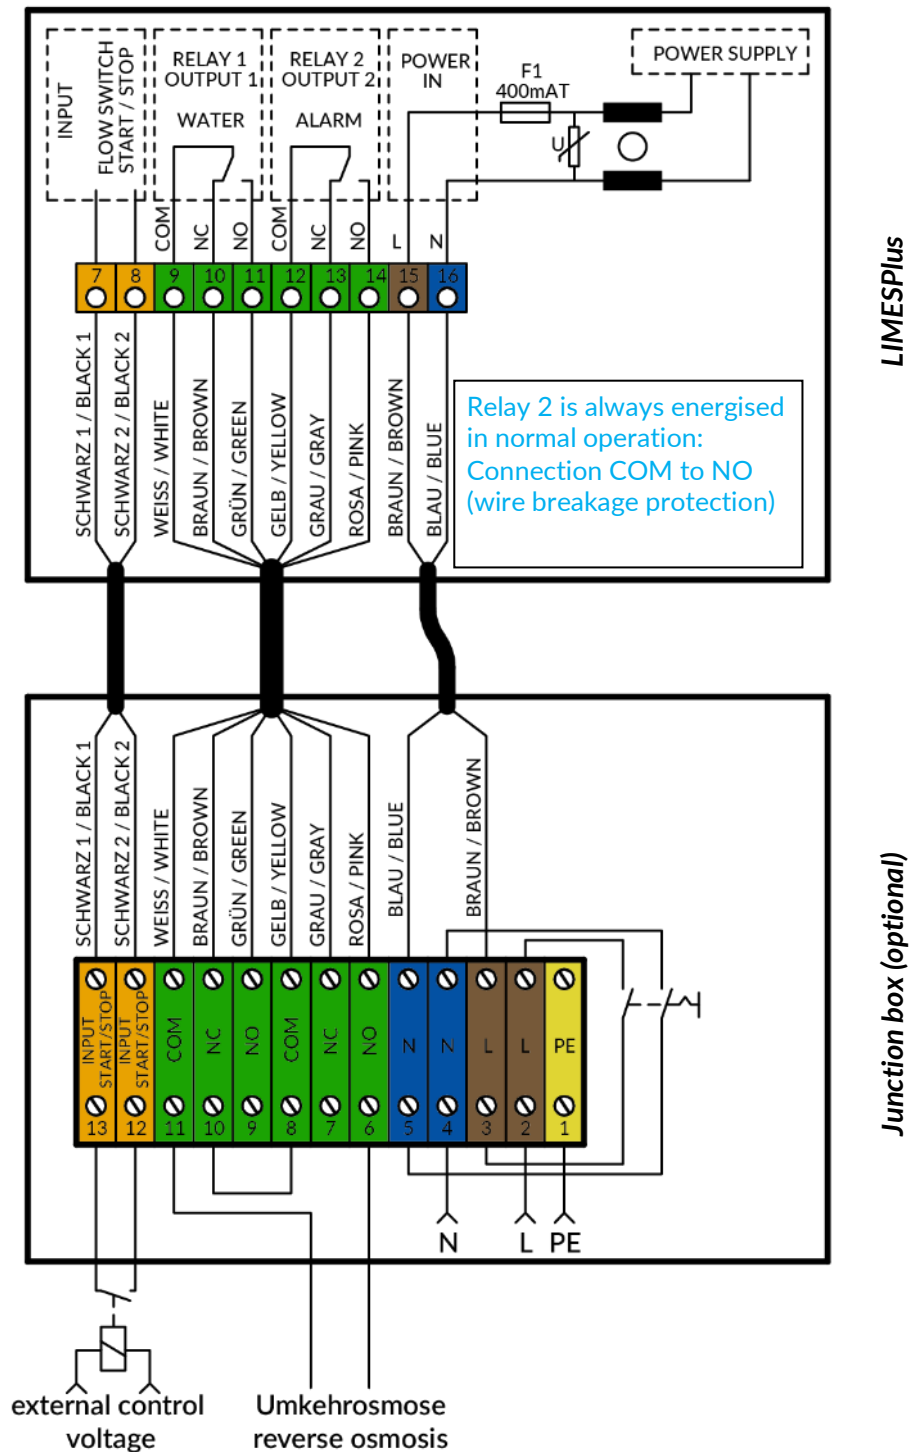 INPUT
FLOW SWITCH
START / STOP
RELAY 1
OUTPUT 1
WATER
RELAY 2
OUTPUT 2
ALARM
POWER
IN
F1
400mAT
U
POWER SUPPLY
COM
NC
NO
COM
NC
NO
L
N
7
8
9
10
11
12
13
14
15
16
SCHWARZ 1 / BLACK 1
SCHWARZ 2 / BLACK 2
WEISS / WHITE
BRAUN / BROWN
GRÜN / GREEN
GELB / YELLOW
GRAU / GRAY
ROSA / PINK
BRAUN / BROWN
BLAU / BLUE
Relay 2 is always energised
in normal operation:
Connection COM to NO
(wire breakage protection)
LIMESPlus
SCHWARZ 1 / BLACK 1
SCHWARZ 2 / BLACK 2
WEISS / WHITE
BRAUN / BROWN
GRÜN / GREEN
GELB / YELLOW
GRAU / GRAY
ROSA / PINK
BLAU / BLUE
BRAUN / BROWN
INPUT
START/STOP
INPUT
START/STOP
COM
NC
NO
COM
NC
NO
N
N
L
L
PE
13
12
11
10
9
8
7
6
5
4
3
2
1
N
L
PE
Junction box (optional)
external control
voltage
Umkehrosmose
reverse osmosis